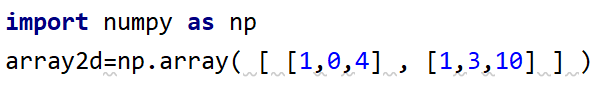 import numpy as np
array2d=np.array( [ [1,0,4] , [1,3,10] ] )